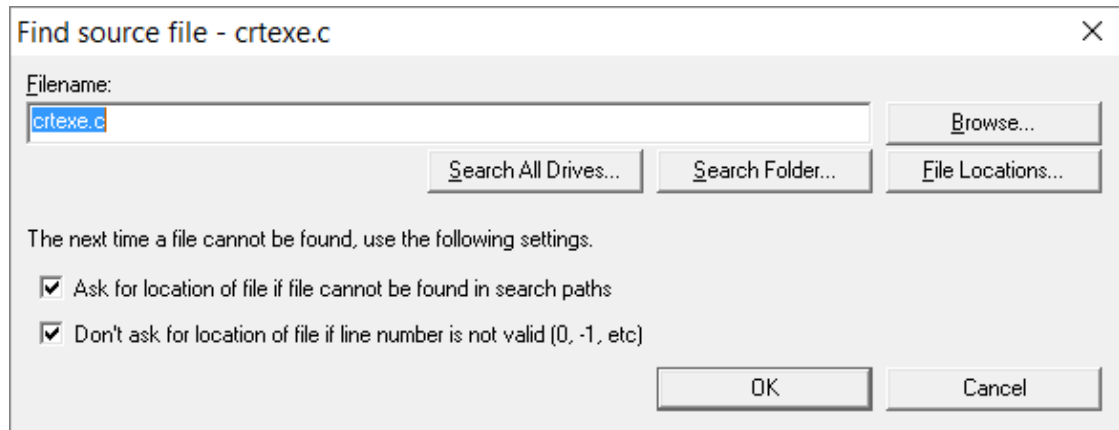 Find source file - crtexe.c
Filename:
crtexe.c
Browse...
Search All Drives...
Search Folder...
File Locations...
The next time a file cannot be found, use the following settings.
Ask for location of file if file cannot be found in search paths
Don't ask for location of file if line number is not valid (0, -1, etc)
OK
Cancel